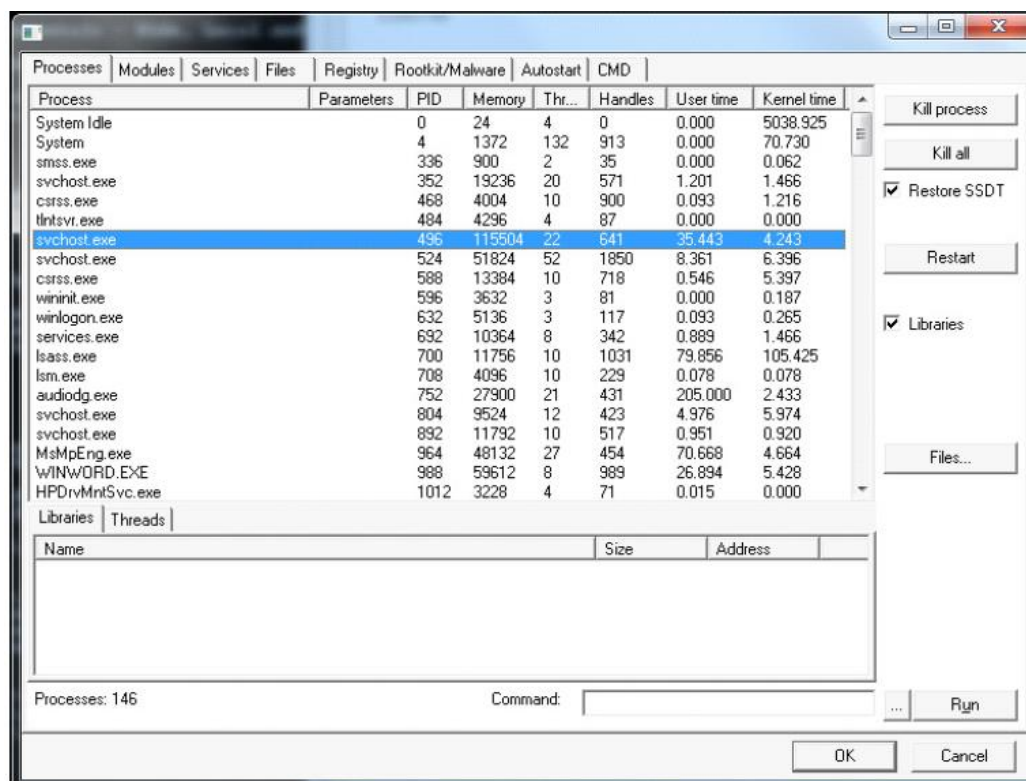 Processes Modules Services Files Registry Rootkit/Malware Autostart CMD
Process Parameters PID Memory Thr... Handles User time Kernel time
System Idle 0 24 4 0 0.000 5038.925
System 4 1372 132 913 0.000 70.730
smss.exe 336 900 2 35 0.000 0.062
svchost.exe 352 19236 20 571 1.201 1.466
csrss.exe 468 4004 10 900 0.093 1.216
tlntsvr.exe 484 4296 4 87 0.000 0.000
svchost.exe 496 115504 22 641 35.443 4.243
svchost.exe 524 51824 52 1850 8.361 6.396
csrss.exe 588 13384 10 718 0.546 5.397
wininit.exe 596 3632 3 81 0.000 0.187
winlogon.exe 632 5136 3 117 0.093 0.265
services.exe 692 10364 8 342 0.889 1.466
lsass.exe 700 11756 10 1031 79.856 105.425
lsm.exe 708 4096 10 229 0.078 0.078
audiodg.exe 752 27900 21 431 205.000 2.433
svchost.exe 804 9524 12 423 4.976 5.974
svchost.exe 892 11792 10 517 0.951 0.920
MsMpEng.exe 964 48132 27 454 70.668 4.664
WINWORD.EXE 988 59612 8 989 26.894 5.428
HPDrvMntSvc.exe 1012 3228 4 71 0.015 0.000
Kill process
Kill all
Restore SSDT
Restart
Libraries
Files...
Libraries Threads
Name Size Address
Processes: 146 Command: ... Run
OK Cancel